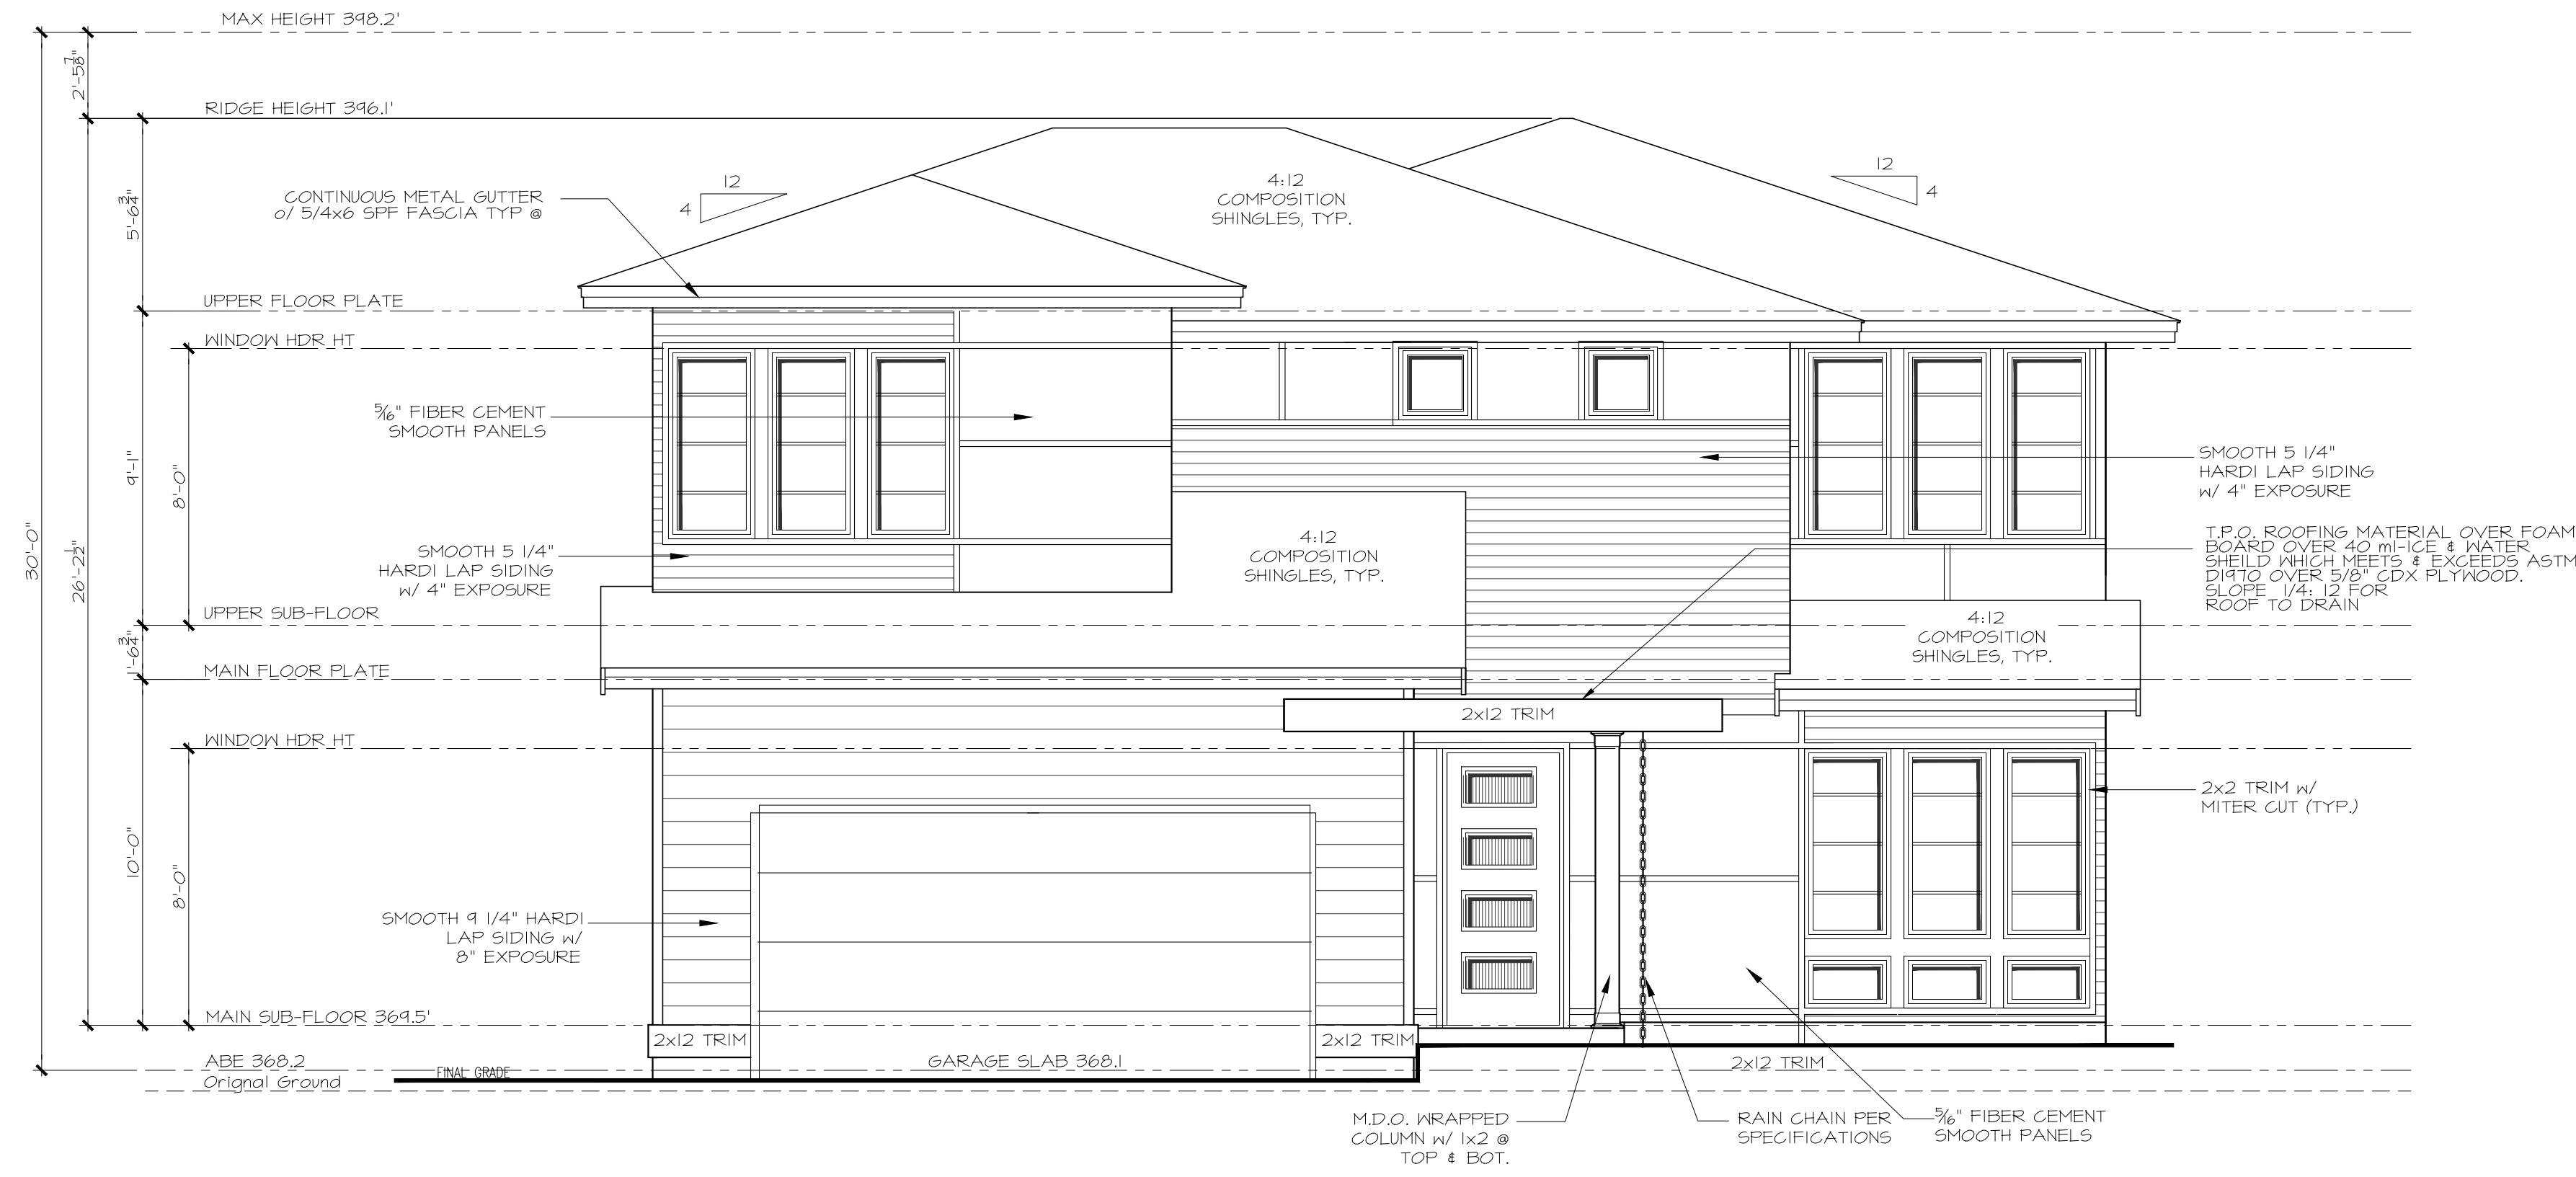 MAX HEIGHT 398.2'
2'-5 7/8"
RIDGE HEIGHT 396.1'
12
4
CONTINUOUS METAL GUTTER
o/ 5/4x6 SPF FASCIA TYP @
4:12
COMPOSITION
SHINGLES, TYP.
12
4
5'-6 3/4"
UPPER FLOOR PLATE
WINDOW HDR HT
5/16" FIBER CEMENT
SMOOTH PANELS
9'-1"
8'-0"
SMOOTH 5 1/4"
HARDI LAP SIDING
w/ 4" EXPOSURE
SMOOTH 5 1/4"
HARDI LAP SIDING
w/ 4" EXPOSURE
4:12
COMPOSITION
SHINGLES, TYP.
T.P.O. ROOFING MATERIAL OVER FOAM
BOARD OVER 40 ml-ICE & WATER
SHEILD WHICH MEETS & EXCEEDS ASTM
D1970 OVER 5/8" CDX PLYWOOD.
SLOPE 1/4: 12 FOR
ROOF TO DRAIN
30'-0"
26'-2 1/2"
UPPER SUB-FLOOR
4:12
COMPOSITION
SHINGLES, TYP.
1'-6 3/4"
MAIN FLOOR PLATE
2x12 TRIM
WINDOW HDR HT
2x2 TRIM w/
MITER CUT (TYP.)
10'-0"
8'-0"
SMOOTH 9 1/4" HARDI
LAP SIDING w/
8" EXPOSURE
MAIN SUB-FLOOR 369.5'
2x12 TRIM
2x12 TRIM
ABE 368.2
GARAGE SLAB 368.1
2x12 TRIM
Orignal Ground
FINAL GRADE
M.D.O. WRAPPED
COLUMN w/ 1x2 @
TOP & BOT.
RAIN CHAIN PER
SPECIFICATIONS
5/16" FIBER CEMENT
SMOOTH PANELS